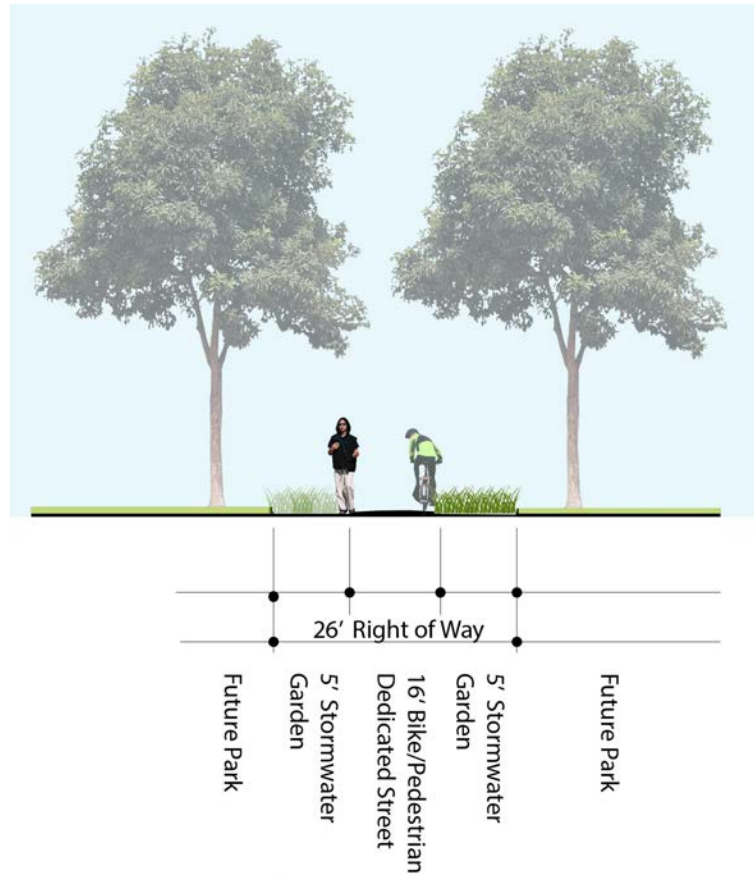 26' Right of Way
Future Park
5' Stormwater
Garden
16' Bike/Pedestrian
Dedicated Street
5' Stormwater
Garden
Future Park